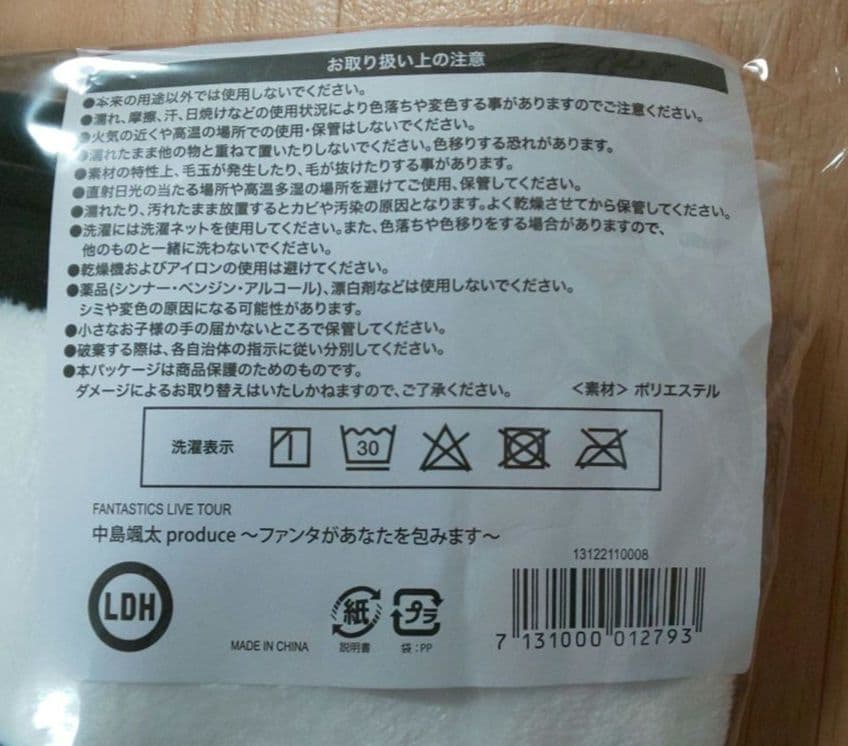 お取り扱い上の注意
●本来の用途以外では使用しないでください。
●濡れ、摩擦、汗、日焼けなどの使用状況により色落ちや変色する事がありますのでご注意ください。
●火気の近くや高温の場所での使用・保管はしないでください。
●濡れたまま他の物と重ねて置いたりしないでください。色移りする恐れがあります。
●素材の特性上、毛玉が発生したり、毛が抜けたりする事があります。
●直射日光の当たる場所や高温多湿の場所を避けてご使用、保管してください。
●濡れたり、汚れたまま放置するとカビや汚染の原因となります。よく乾燥させてから保管してください。
●洗濯には洗濯ネットを使用してください。また、色落ちや色移りをする場合がありますので、
他のものと一緒に洗わないでください。
●乾燥機およびアイロンの使用は避けてください。
●薬品(シンナー・ベンジン・アルコール)、漂白剤などは使用しないでください。
シミや変色の原因になる可能性があります。
●小さなお子様の手の届かないところで保管してください。
●破棄する際は、各自治体の指示に従い分別してください。
●本パッケージは商品保護のためのものです。
ダメージによるお取り替えはいたしかねますので、ご了承ください。 <素材> ポリエステル
洗濯表示 30
FANTASTICS LIVE TOUR
中島颯太 produce ～ファンタがあなたを包みます～
13122110008
LDH
紙 プラ
MADE IN CHINA 説明書 袋:PP
7 131000 012793